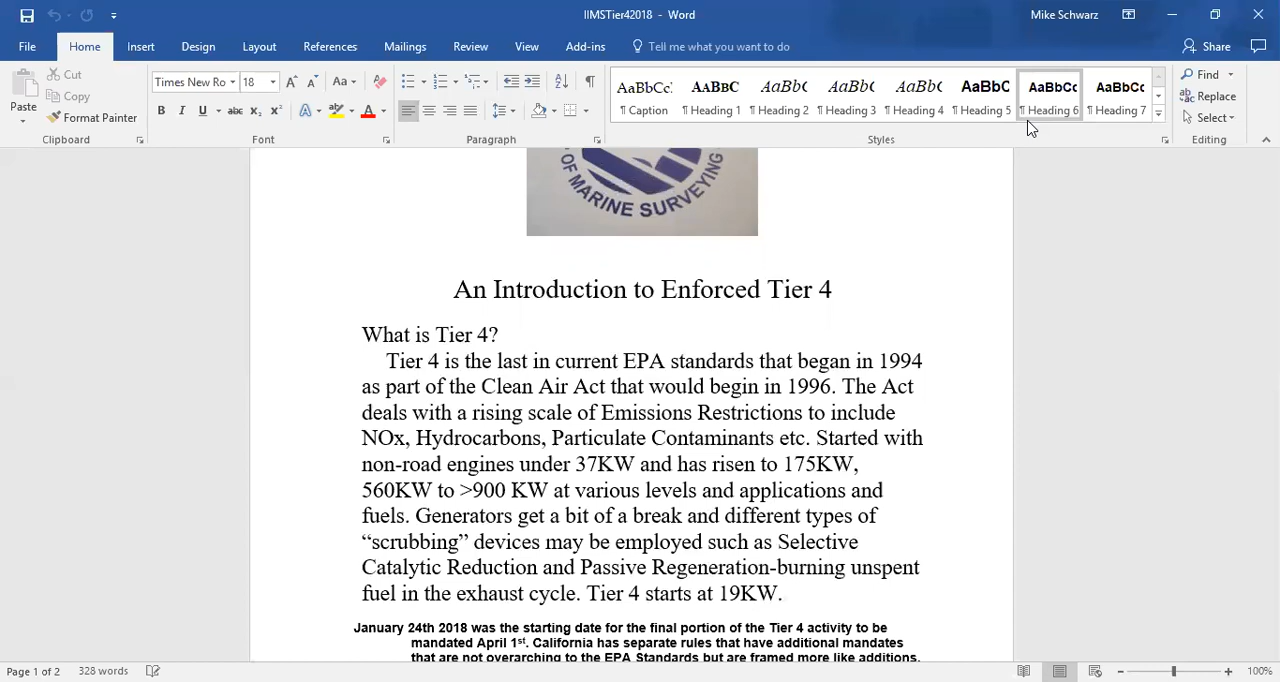 IIMSTier42018 - Word
Mike Schwarz
File Home Insert Design Layout References Mailings Review View Add-ins Tell me what you want to do Share
Paste
Cut
Copy
Format Painter
Clipboard
Times New Ro 18
Font
Paragraph
AaBbCc AABBC AaBbC AaBbC AaBbC AaBbC AaBbCc AaBbCc
¶ Caption ¶ Heading 1 ¶ Heading 2 ¶ Heading 3 ¶ Heading 4 ¶ Heading 5 ¶ Heading 6 ¶ Heading 7
Styles
Find
Replace
Select
Editing
OF MARINE SURVEYING
An Introduction to Enforced Tier 4
What is Tier 4?
Tier 4 is the last in current EPA standards that began in 1994
as part of the Clean Air Act that would begin in 1996. The Act
deals with a rising scale of Emissions Restrictions to include
NOx, Hydrocarbons, Particulate Contaminants etc. Started with
non-road engines under 37KW and has risen to 175KW,
560KW to >900 KW at various levels and applications and
fuels. Generators get a bit of a break and different types of
“scrubbing” devices may be employed such as Selective
Catalytic Reduction and Passive Regeneration-burning unspent
fuel in the exhaust cycle. Tier 4 starts at 19KW.
January 24th 2018 was the starting date for the final portion of the Tier 4 activity to be
mandated April 1st. California has separate rules that have additional mandates
that are not overarching to the EPA Standards but are framed more like additions.
Page 1 of 2 328 words 100%